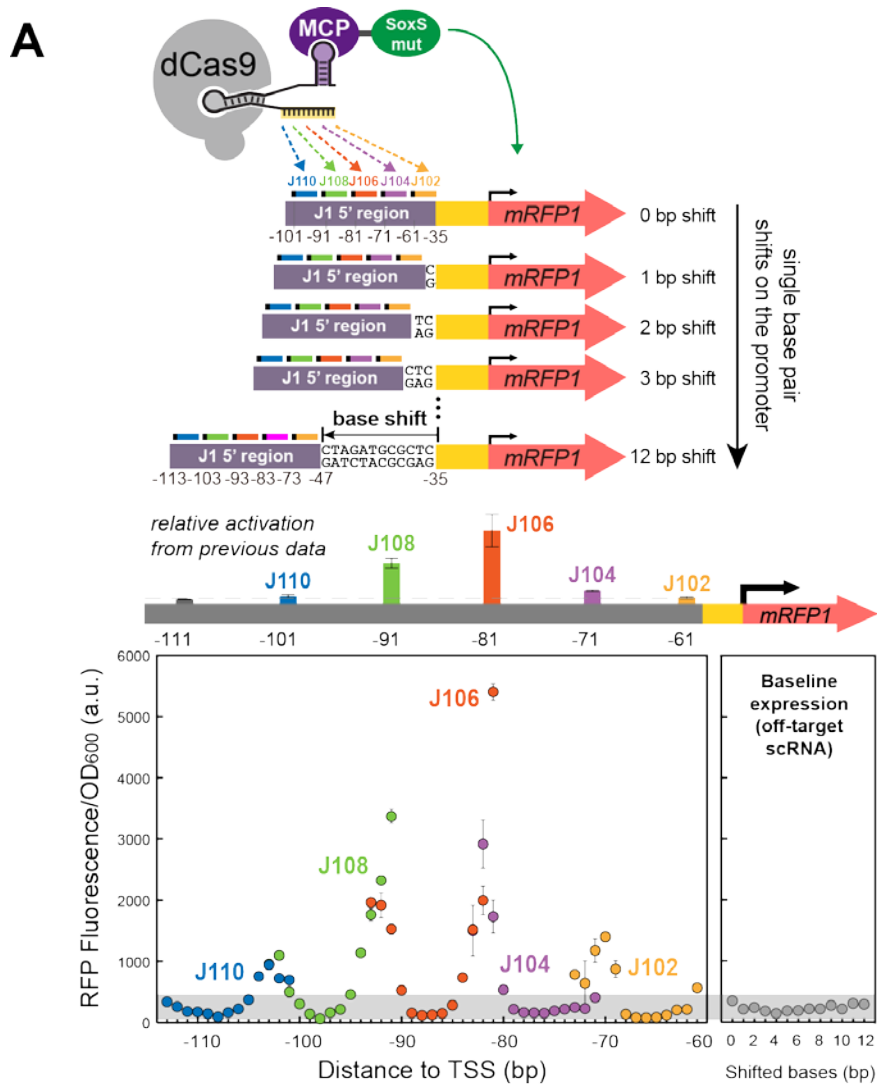 A
MCP
SoxS
mut
dCas9
J110 J108 J106 J104 J102
J1 5' region
mRFP1
0 bp shift
-101 -91 -81 -71 -61 -35
J1 5' region
C
G
mRFP1
1 bp shift
J1 5' region
TC
AG
mRFP1
2 bp shift
J1 5' region
CTC
GAG
mRFP1
3 bp shift
base shift
J1 5' region
CTAGATGCGCTC
GATCTACGCGAG
mRFP1
12 bp shift
-113 -103 -93 -83 -73 -47 -35
single base pair
shifts on the promoter
relative activation
from previous data
J110
J108
J106
J104
J102
mRFP1
-111 -101 -91 -81 -71 -61
RFP Fluorescence/OD600 (a.u.)
6000
5000
4000
3000
2000
1000
0
J110
J108
J106
J104
J102
-110 -100 -90 -80 -70 -60
Distance to TSS (bp)
Baseline
expression
(off-target
scRNA)
0 2 4 6 8 10 12
Shifted bases (bp)